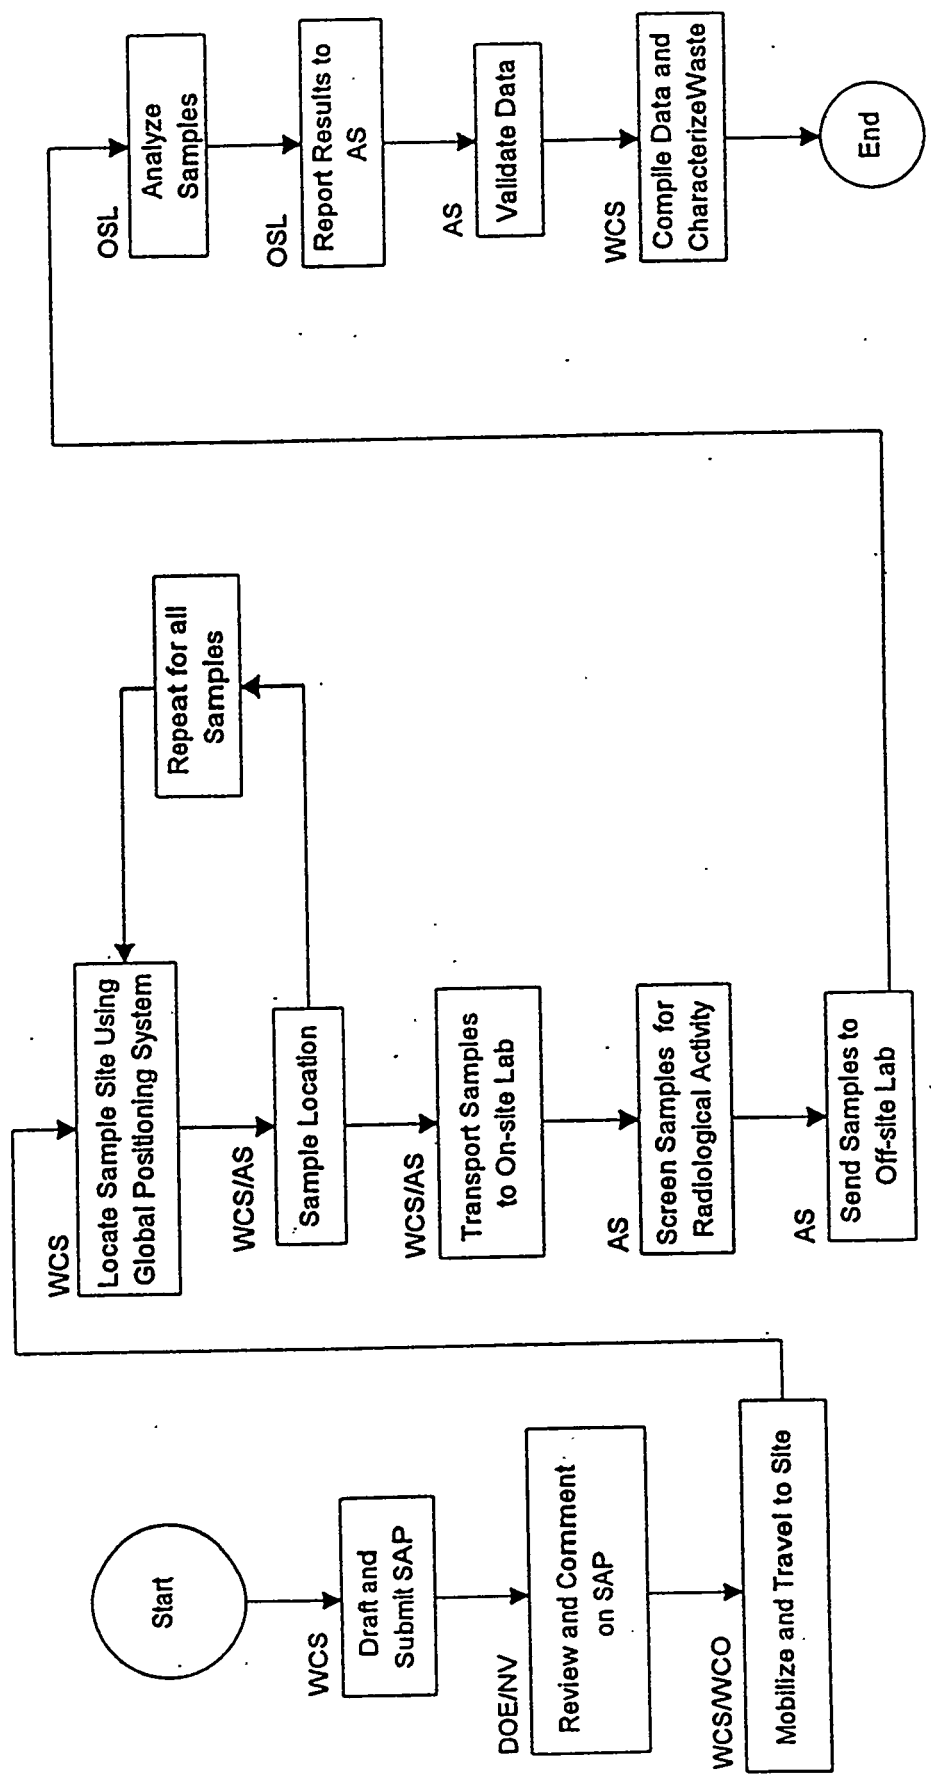 Start
WCS
Draft and
Submit SAP
DOE/NV
Review and Comment
on SAP
WCS/WCO
Mobilize and Travel to Site
WCS
Locate Sample Site Using
Global Positioning System
WCS/AS
Sample Location
Repeat for all
Samples
WCS/AS
Transport Samples
to On-site Lab
AS
Screen Samples for
Radiological Activity
AS
Send Samples to
Off-site Lab
OSL
Analyze
Samples
OSL
Report Results to
AS
AS
Validate Data
WCS
Compile Data and
CharacterizeWaste
End